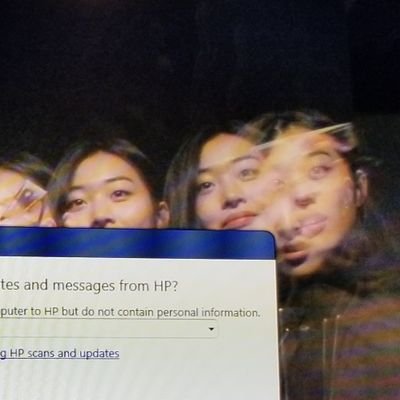 tes and messages from HP?
puter to HP but do not contain personal information.
g HP scans and updates